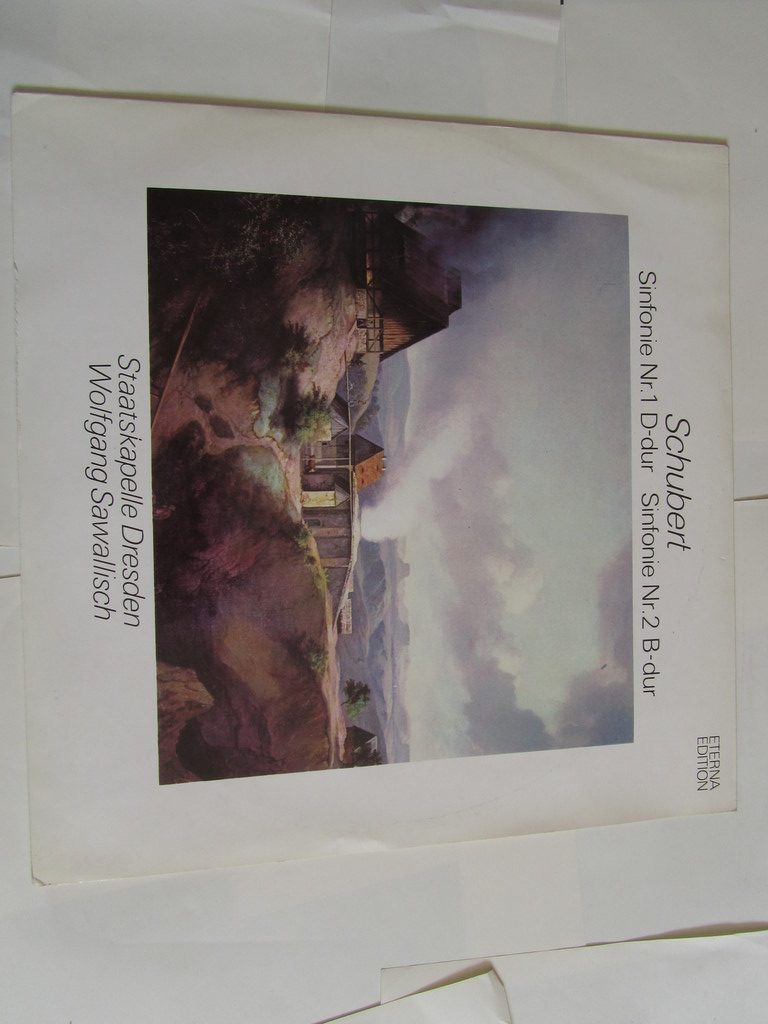 ETERNA
EDITION
Schubert
Sinfonie Nr.1 D-dur Sinfonie Nr.2 B-dur
Staatskapelle Dresden
Wolfgang Sawallisch